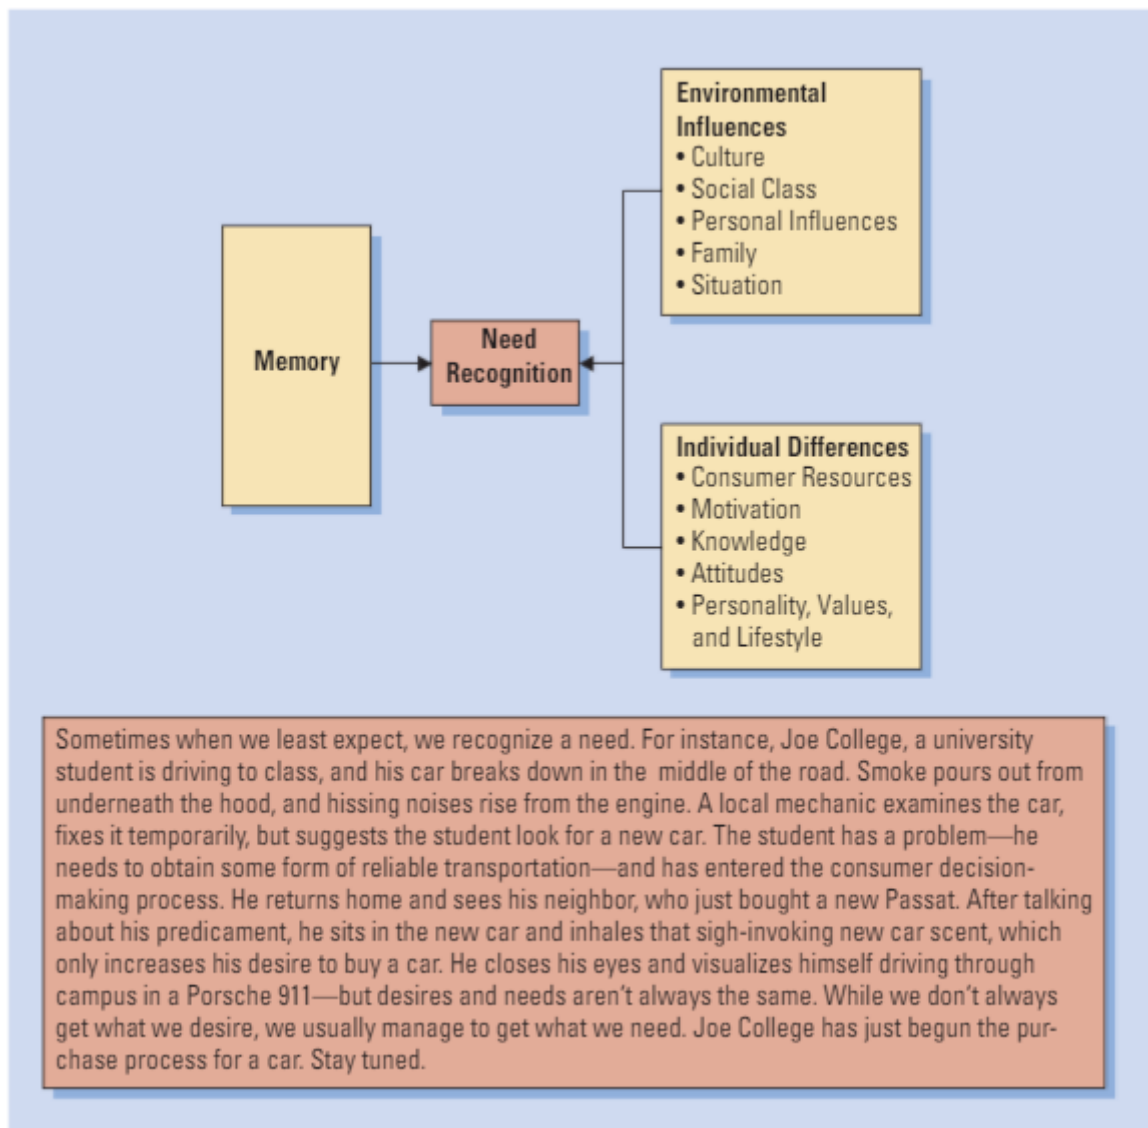 Environmental
Influences
• Culture
• Social Class
• Personal Influences
• Family
• Situation
Memory
Need
Recognition
Individual Differences
• Consumer Resources
• Motivation
• Knowledge
• Attitudes
• Personality, Values,
and Lifestyle
Sometimes when we least expect, we recognize a need. For instance, Joe College, a university
student is driving to class, and his car breaks down in the middle of the road. Smoke pours out from
underneath the hood, and hissing noises rise from the engine. A local mechanic examines the car,
fixes it temporarily, but suggests the student look for a new car. The student has a problem—he
needs to obtain some form of reliable transportation—and has entered the consumer decision-
making process. He returns home and sees his neighbor, who just bought a new Passat. After talking
about his predicament, he sits in the new car and inhales that sigh-invoking new car scent, which
only increases his desire to buy a car. He closes his eyes and visualizes himself driving through
campus in a Porsche 911—but desires and needs aren't always the same. While we don't always
get what we desire, we usually manage to get what we need. Joe College has just begun the pur-
chase process for a car. Stay tuned.